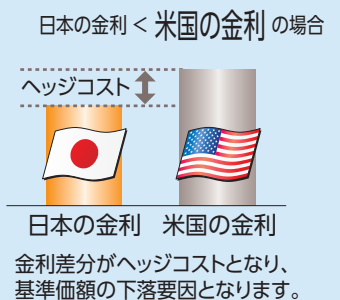 日本の金利 < 米国の金利 の場合
ヘッジコスト
日本の金利 米国の金利
金利差分がヘッジコストとなり、
基準価額の下落要因となります。